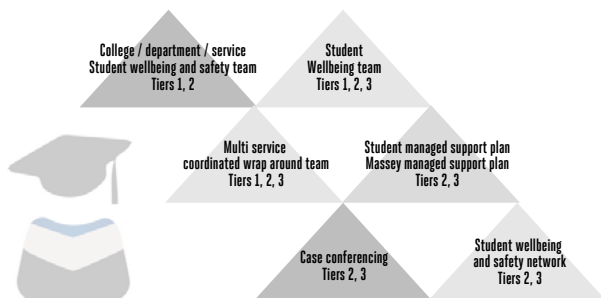 College / department / service
Student wellbeing and safety team
Tiers 1, 2
Student
Wellbeing team
Tiers 1, 2, 3
Multi service
coordinated wrap around team
Tiers 1, 2, 3
Student managed support plan
Massey managed support plan
Tiers 2, 3
Case conferencing
Tiers 2, 3
Student wellbeing
and safety network
Tiers 2, 3